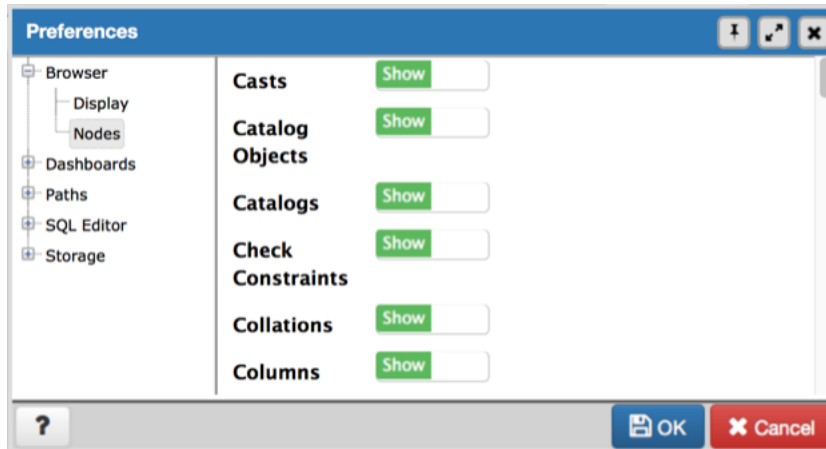 Preferences
Browser
Display
Nodes
Dashboards
Paths
SQL Editor
Storage
Casts Show
Catalog Show
Objects
Catalogs Show
Check Show
Constraints
Collations Show
Columns Show
? OK Cancel